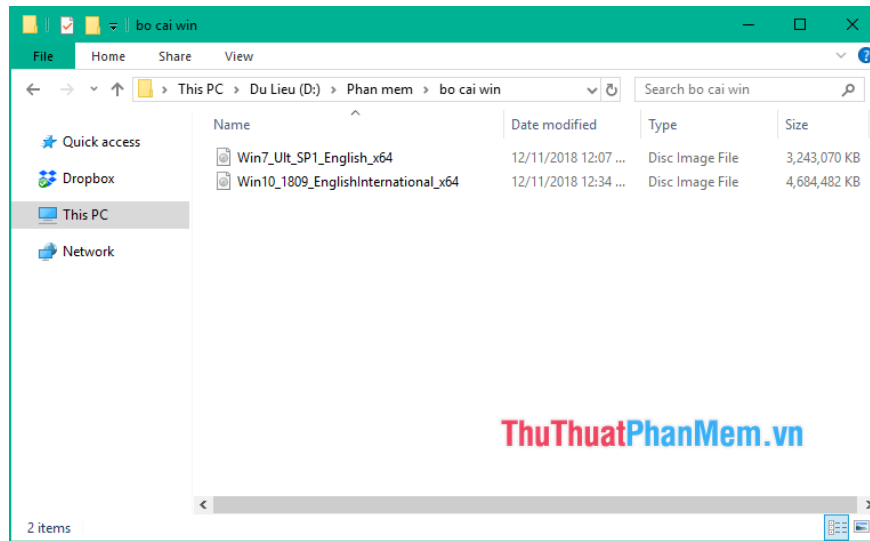 bo cai win
File Home Share View
This PC > Du Lieu (D:) > Phan mem > bo cai win Search bo cai win
Name Date modified Type Size
Quick access
Win7_Ult_SP1_English_x64 12/11/2018 12:07 ... Disc Image File 3,243,070 KB
Dropbox Win10_1809_EnglishInternational_x64 12/11/2018 12:34 ... Disc Image File 4,684,482 KB
This PC
Network
ThuThuatPhanMem.vn
2 items